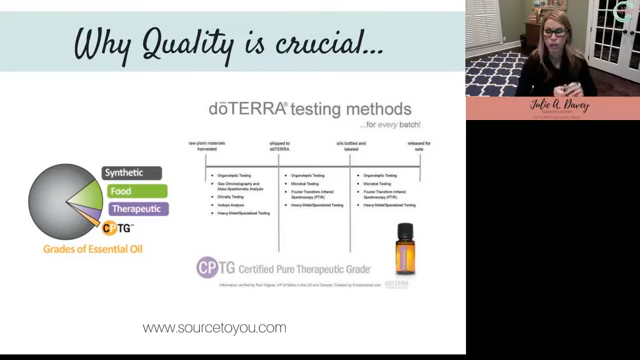 Why Quality is crucial...
Julie A. Davey
dōTERRA® testing methods
...for every batch!
raw plant materials harvested
shipped to dōTERRA
oils bottled and labeled
released for sale
• Organoleptic Testing
• Gas Chromatography and Mass Spectrometry Analysis
• Chirality Testing
• Isotope Analysis
• Heavy Metal/Specialized Testing
• Organoleptic Testing
• Microbial Testing
• Fourier Transform Infrared Spectroscopy (FTIR)
• Heavy Metal/Specialized Testing
• Organoleptic Testing
• Microbial Testing
• Fourier Transform Infrared Spectroscopy (FTIR)
• Heavy Metal/Specialized Testing
Synthetic
Food
Therapeutic
CPTG™
Grades of Essential Oil
CPTG Certified Pure Therapeutic Grade®
dōTERRA
www.sourcetoyou.com